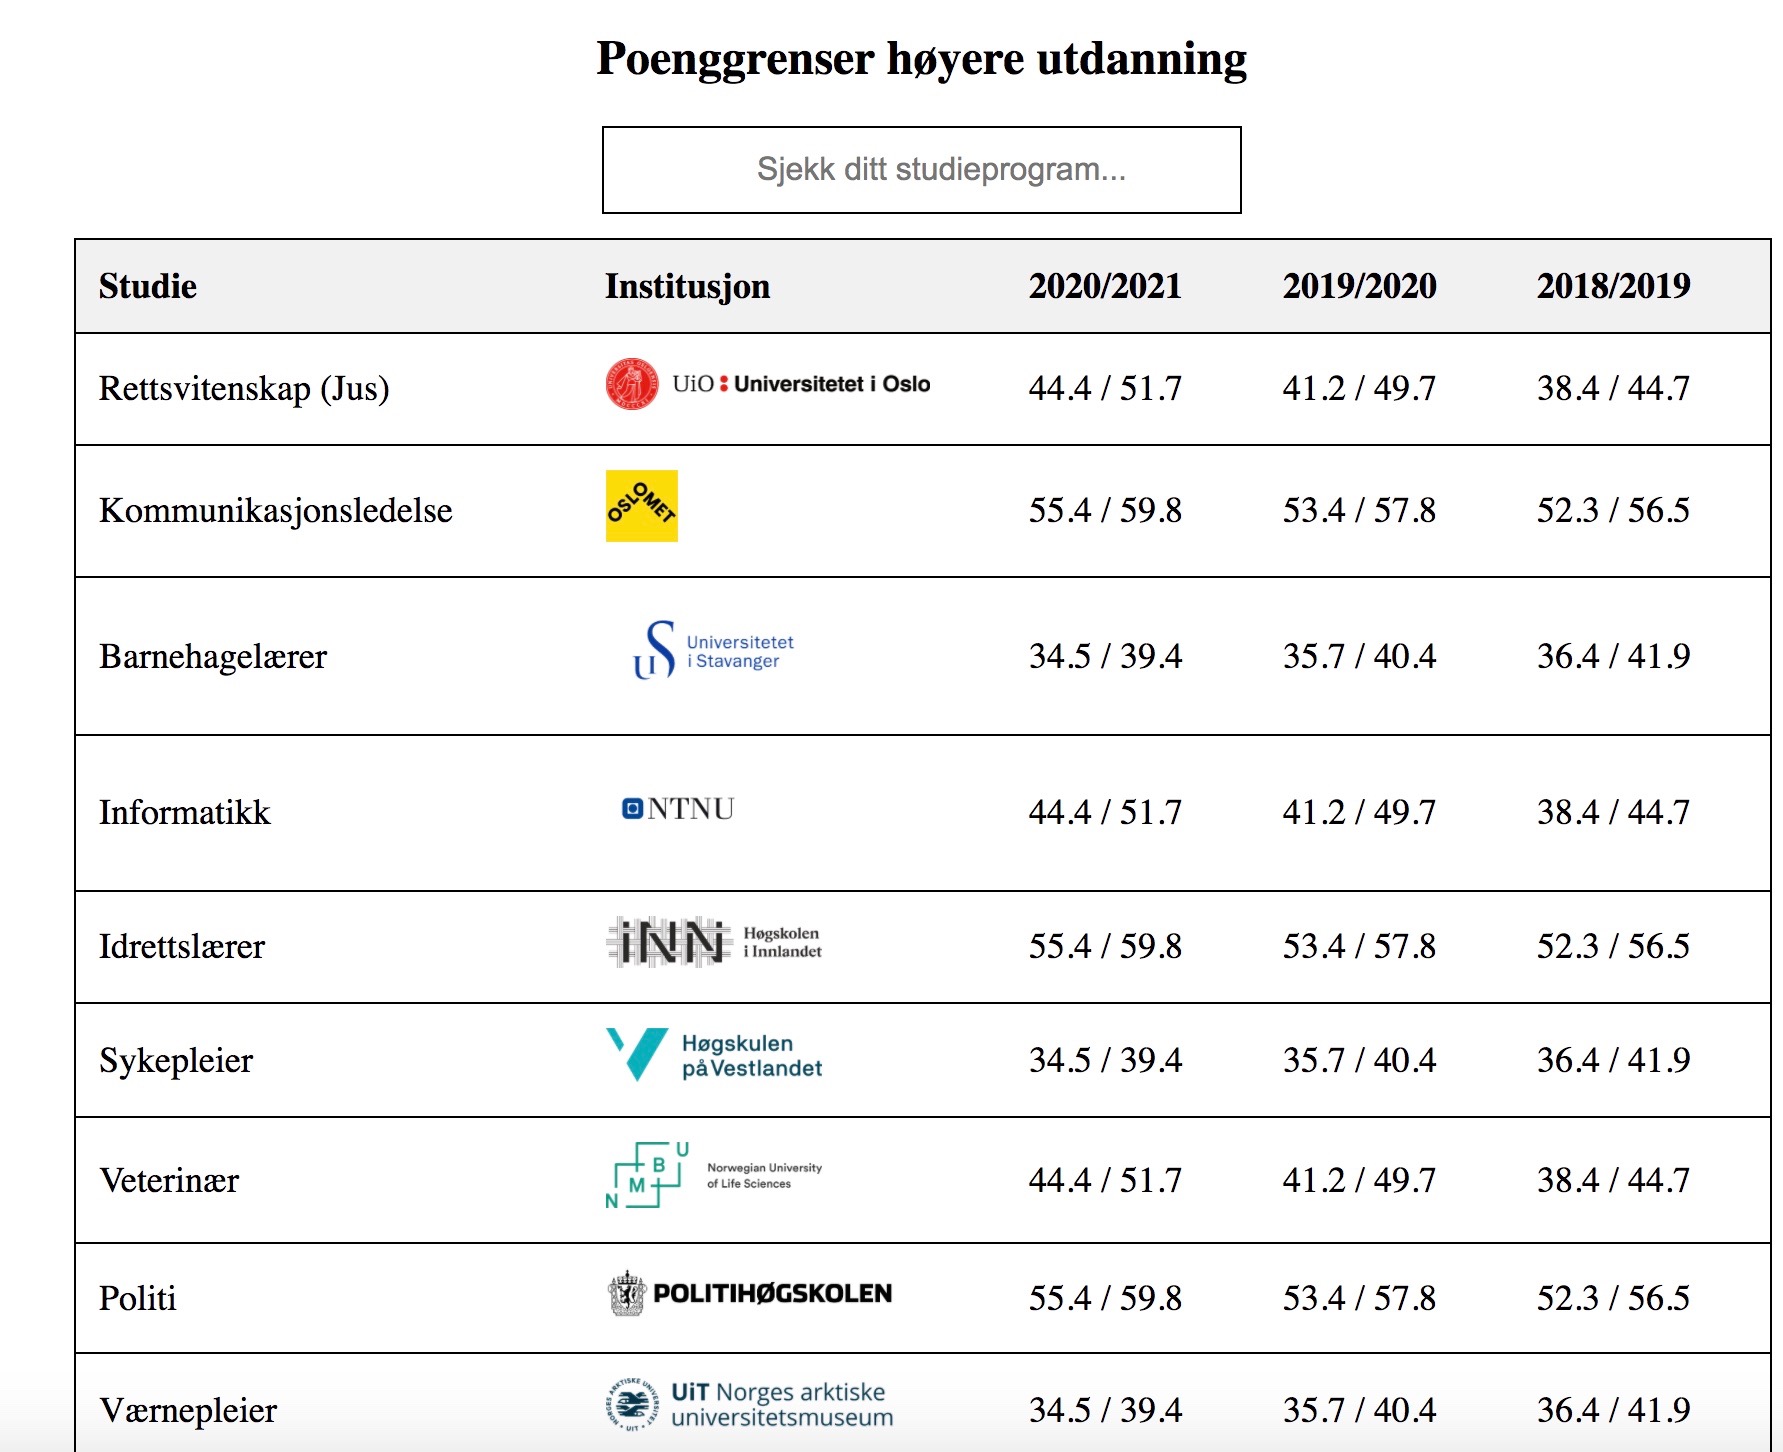 Poenggrenser høyere utdanning
Sjekk ditt studieprogram...
Studie Institusjon 2020/2021 2019/2020 2018/2019
Rettsvitenskap (Jus) UiO : Universitetet i Oslo 44.4 / 51.7 41.2 / 49.7 38.4 / 44.7
Kommunikasjonsledelse OSLOMET 55.4 / 59.8 53.4 / 57.8 52.3 / 56.5
Barnehagelærer US Universitetet
i Stavanger 34.5 / 39.4 35.7 / 40.4 36.4 / 41.9
Informatikk NTNU 44.4 / 51.7 41.2 / 49.7 38.4 / 44.7
Idrettslærer INN Høgskolen
i Innlandet 55.4 / 59.8 53.4 / 57.8 52.3 / 56.5
Sykepleier Høgskulen
på Vestlandet 34.5 / 39.4 35.7 / 40.4 36.4 / 41.9
Veterinær NMBU Norwegian University
of Life Sciences 44.4 / 51.7 41.2 / 49.7 38.4 / 44.7
Politi POLITIHØGSKOLEN 55.4 / 59.8 53.4 / 57.8 52.3 / 56.5
Værnepleier UiT Norges arktiske
universitetsmuseum 34.5 / 39.4 35.7 / 40.4 36.4 / 41.9